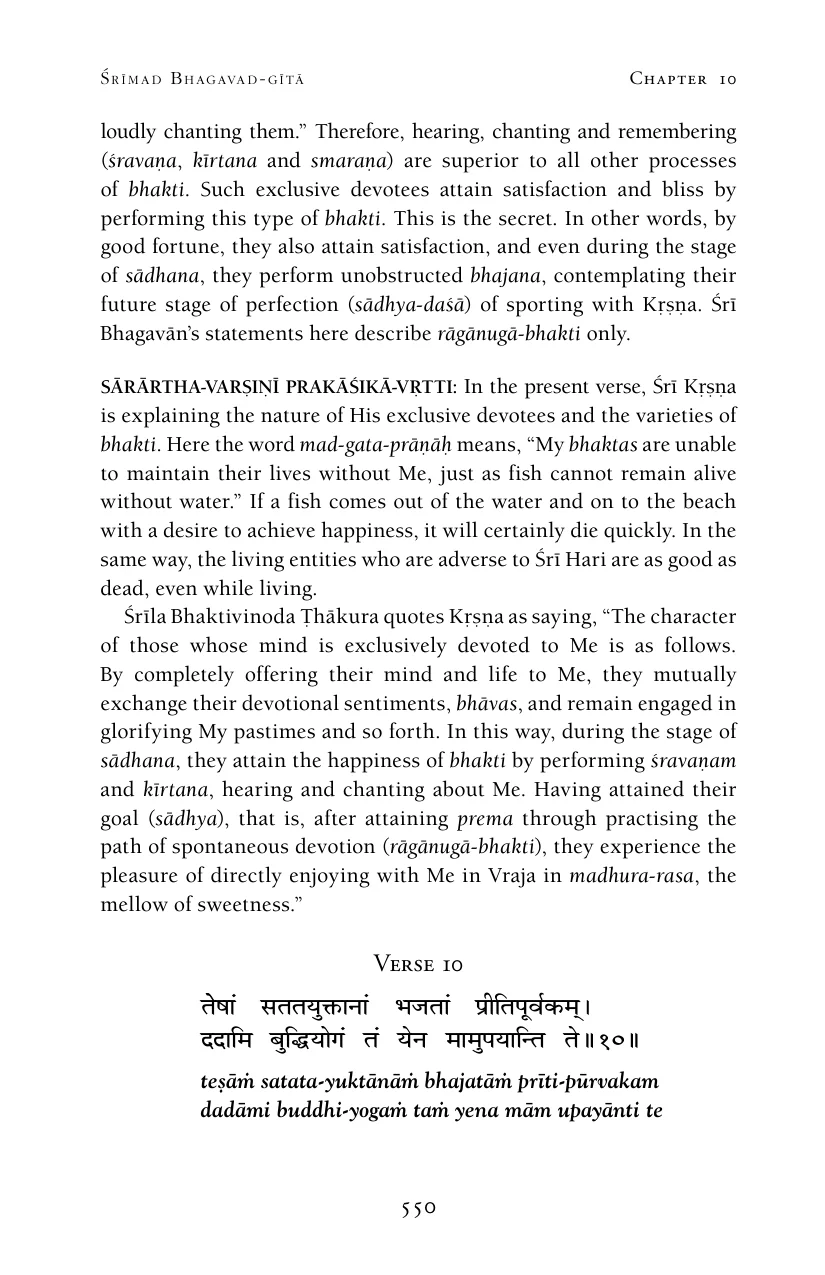 Śrīmad Bhagavad-gītā Chapter 10
loudly chanting them.” Therefore, hearing, chanting and remembering
(śravaṇa, kīrtana and smaraṇa) are superior to all other processes
of bhakti. Such exclusive devotees attain satisfaction and bliss by
performing this type of bhakti. This is the secret. In other words, by
good fortune, they also attain satisfaction, and even during the stage
of sādhana, they perform unobstructed bhajana, contemplating their
future stage of perfection (sādhya-daśā) of sporting with Kṛṣṇa. Śrī
Bhagavān’s statements here describe rāgānugā-bhakti only.
SĀRĀRTHA-VARṢIṆĪ PRAKĀŚIKĀ-VṚTTI: In the present verse, Śrī Kṛṣṇa
is explaining the nature of His exclusive devotees and the varieties of
bhakti. Here the word mad-gata-prāṇāḥ means, “My bhaktas are unable
to maintain their lives without Me, just as fish cannot remain alive
without water.” If a fish comes out of the water and on to the beach
with a desire to achieve happiness, it will certainly die quickly. In the
same way, the living entities who are adverse to Śrī Hari are as good as
dead, even while living.
Śrīla Bhaktivinoda Ṭhākura quotes Kṛṣṇa as saying, “The character
of those whose mind is exclusively devoted to Me is as follows.
By completely offering their mind and life to Me, they mutually
exchange their devotional sentiments, bhāvas, and remain engaged in
glorifying My pastimes and so forth. In this way, during the stage of
sādhana, they attain the happiness of bhakti by performing śravaṇam
and kīrtana, hearing and chanting about Me. Having attained their
goal (sādhya), that is, after attaining prema through practising the
path of spontaneous devotion (rāgānugā-bhakti), they experience the
pleasure of directly enjoying with Me in Vraja in madhura-rasa, the
mellow of sweetness.”
Verse 10
तेषां सततयुक्तानां भजतां प्रीतिपूर्वकम्।
ददामि बुद्धियोगं तं येन मामुपयान्ति ते॥१०॥
teṣāṁ satata-yuktānāṁ bhajatāṁ prīti-pūrvakam
dadāmi buddhi-yogaṁ taṁ yena mām upayānti te
550